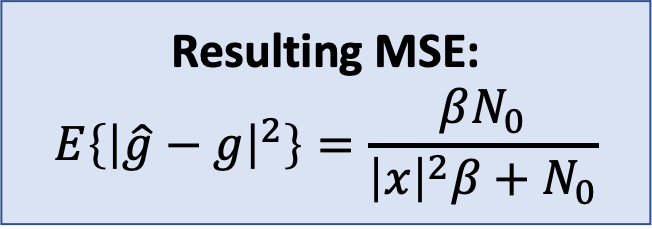 Resulting MSE:
E{|ĝ − g|²} = βN₀ / (|x|²β + N₀)